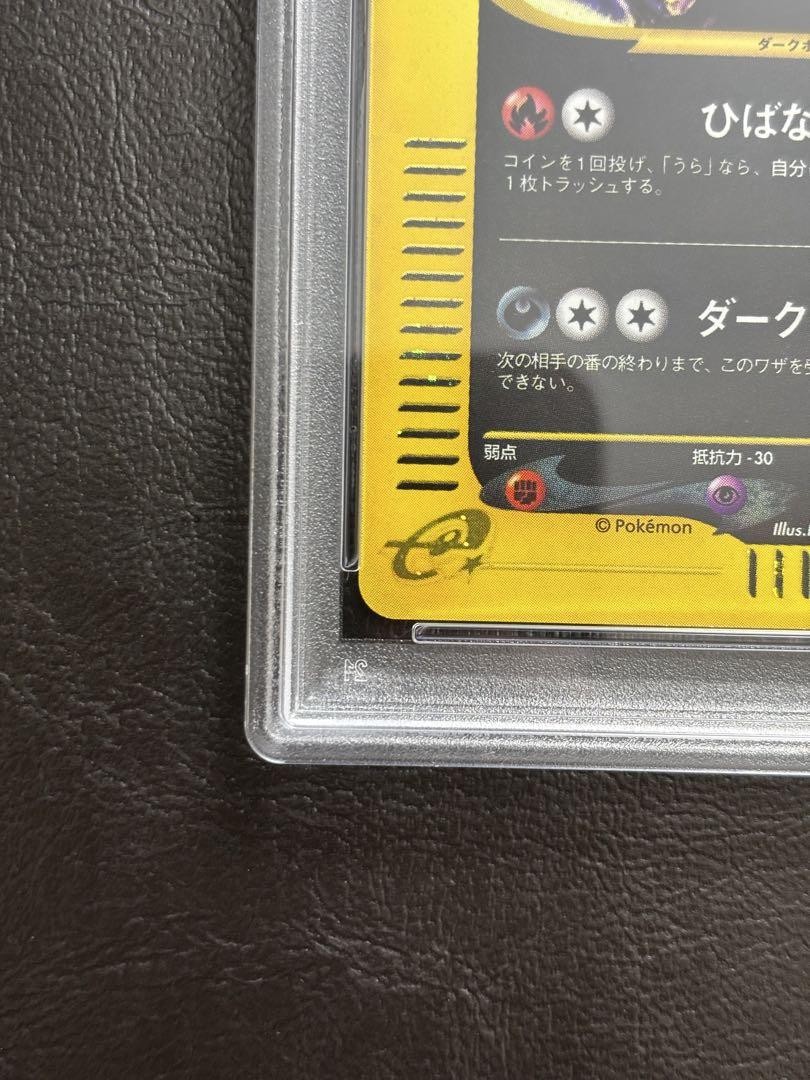 ダーク
ひばな
コインを1回投げ、「うら」なら、自分
1枚トラッシュする。
ダーク
次の相手の番の終わりまで、このワザを
できない。
弱点
抵抗力 -30
© Pokémon
Illus.
e
24